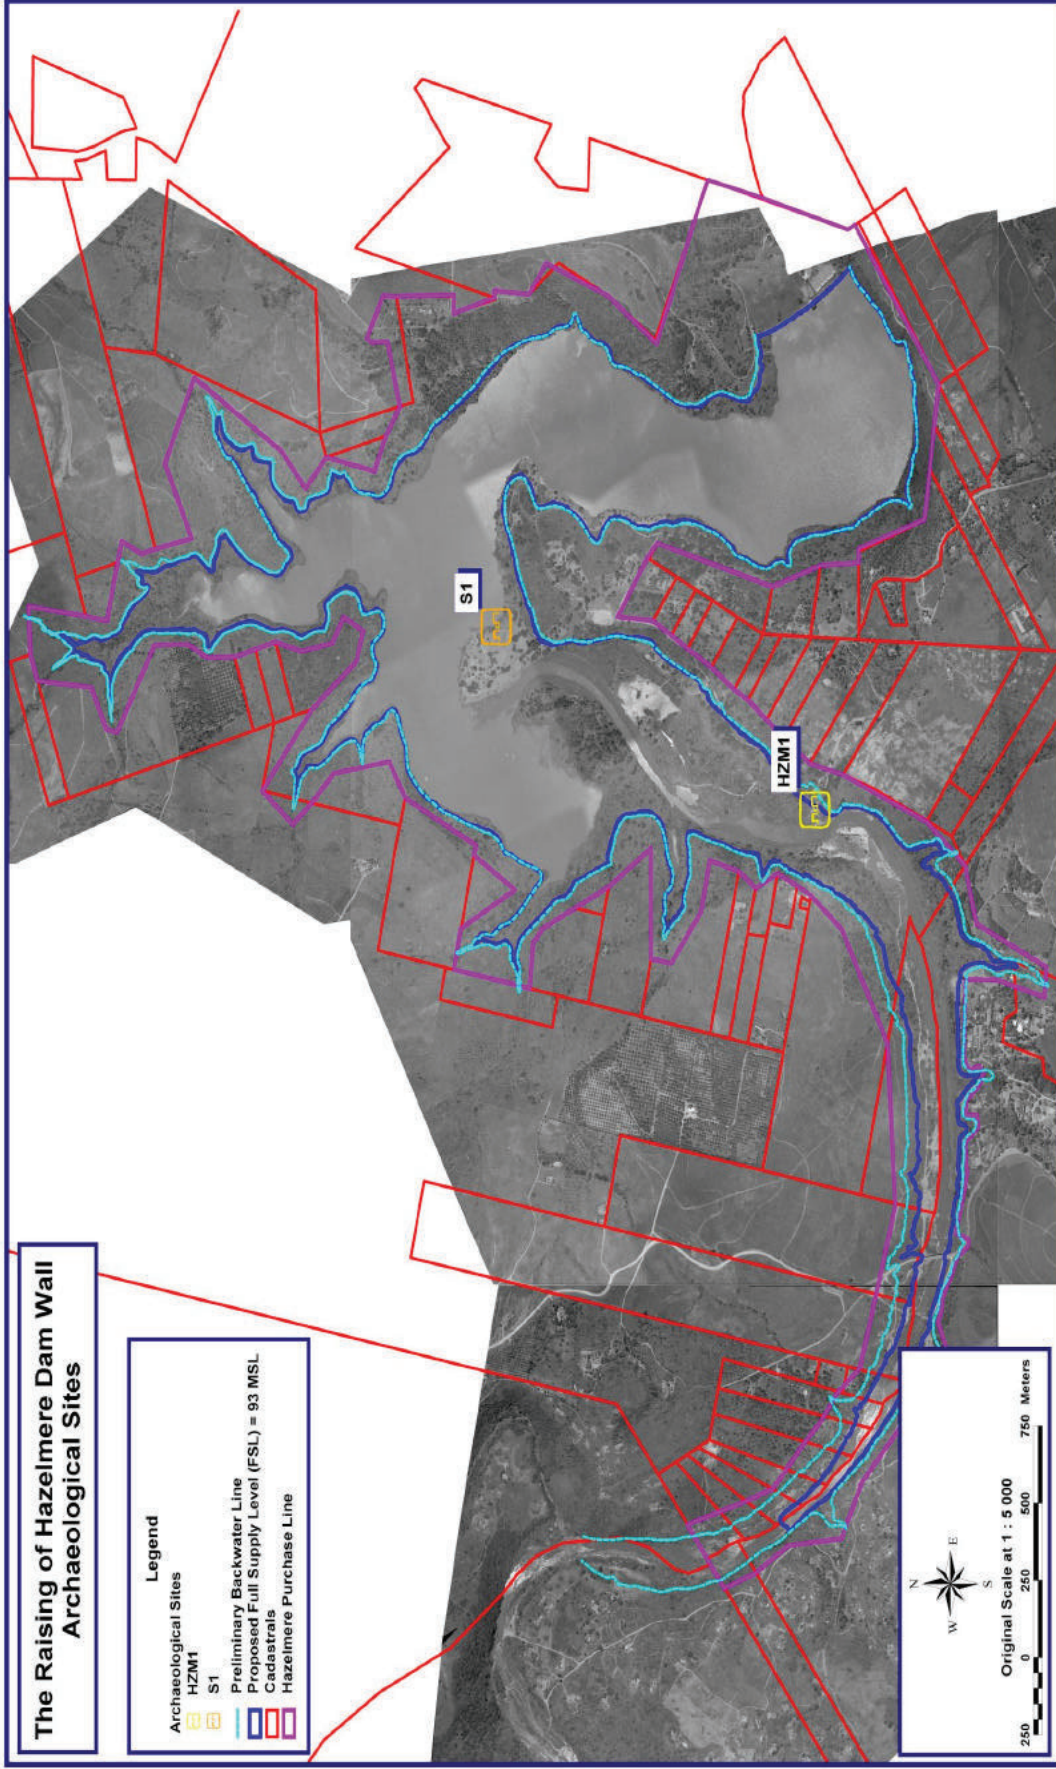 The Raising of Hazelmere Dam Wall
Archaeological Sites
Legend
Archaeological Sites
HZM1
S1
Preliminary Backwater Line
Proposed Full Supply Level (FSL) = 93 MSL
Cadastrals
Hazelmere Purchase Line
S1
HZM1
N
W
E
S
Original Scale at 1 : 5 000
250 0 250 500 750 Meters